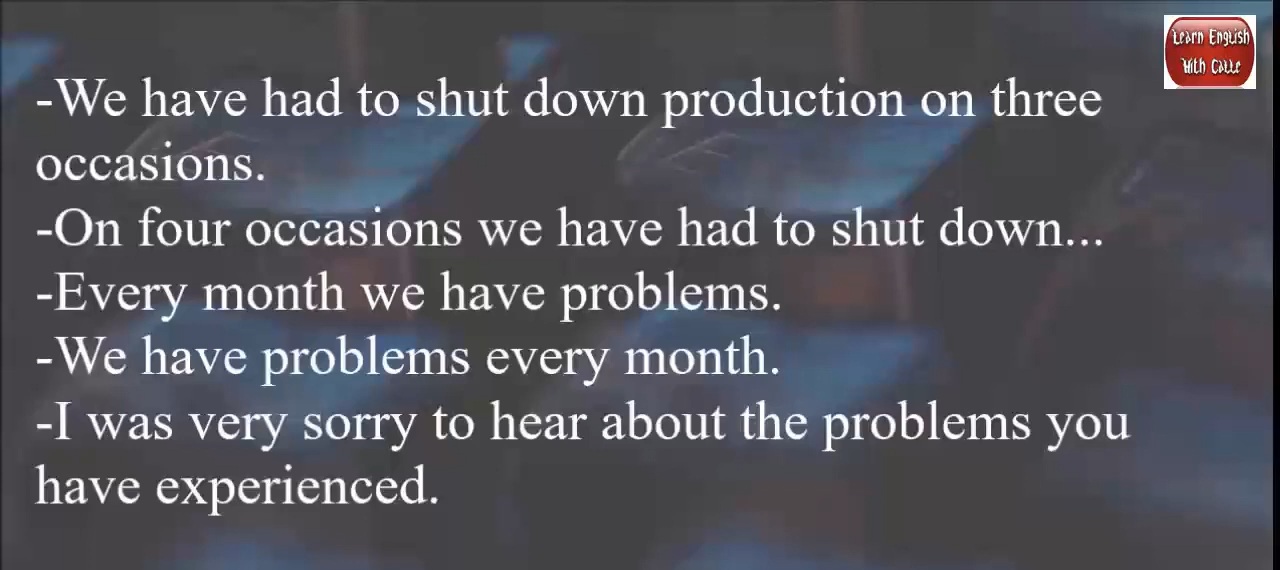 Learn English
With Calle
-We have had to shut down production on three
occasions.
-On four occasions we have had to shut down...
-Every month we have problems.
-We have problems every month.
-I was very sorry to hear about the problems you
have experienced.